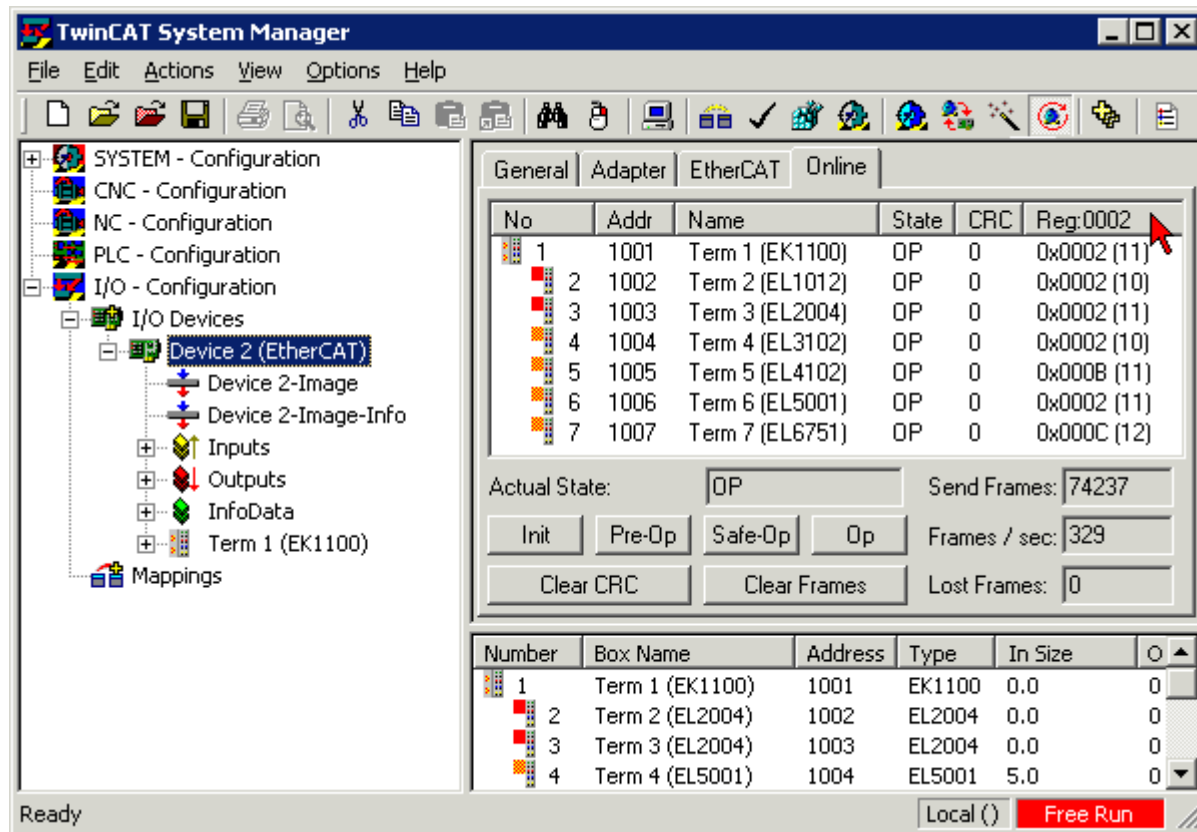 TwinCAT System Manager
File Edit Actions View Options Help
SYSTEM - Configuration
CNC - Configuration
NC - Configuration
PLC - Configuration
I/O - Configuration
I/O Devices
Device 2 (EtherCAT)
Device 2-Image
Device 2-Image-Info
Inputs
Outputs
InfoData
Term 1 (EK1100)
Mappings
General Adapter EtherCAT Online
No Addr Name State CRC Reg:0002
1 1001 Term 1 (EK1100) OP 0 0x0002 (11)
2 1002 Term 2 (EL1012) OP 0 0x0002 (10)
3 1003 Term 3 (EL2004) OP 0 0x0002 (11)
4 1004 Term 4 (EL3102) OP 0 0x0002 (10)
5 1005 Term 5 (EL4102) OP 0 0x000B (11)
6 1006 Term 6 (EL5001) OP 0 0x0002 (11)
7 1007 Term 7 (EL6751) OP 0 0x000C (12)
Actual State: OP Send Frames: 74237
Init Pre-Op Safe-Op Op Frames / sec: 329
Clear CRC Clear Frames Lost Frames: 0
Number Box Name Address Type In Size O
1 Term 1 (EK1100) 1001 EK1100 0.0 0
2 Term 2 (EL2004) 1002 EL2004 0.0 0
3 Term 3 (EL2004) 1003 EL2004 0.0 0
4 Term 4 (EL5001) 1004 EL5001 5.0 0
Ready Local () Free Run